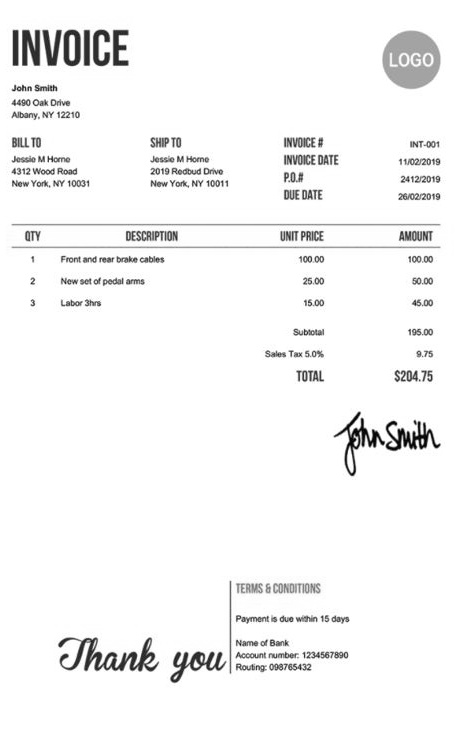 INVOICE
LOGO
John Smith
4490 Oak Drive
Albany, NY 12210
BILL TO
Jessie M Horne
4312 Wood Road
New York, NY 10031
SHIP TO
Jessie M Horne
2019 Redbud Drive
New York, NY 10011
INVOICE # INT-001
INVOICE DATE 11/02/2019
P.O.# 2412/2019
DUE DATE 26/02/2019
QTY DESCRIPTION UNIT PRICE AMOUNT
1 Front and rear brake cables 100.00 100.00
2 New set of pedal arms 25.00 50.00
3 Labor 3hrs 15.00 45.00
Subtotal 195.00
Sales Tax 5.0% 9.75
TOTAL $204.75
John Smith
TERMS & CONDITIONS
Payment is due within 15 days
Thank you
Name of Bank
Account number: 1234567890
Routing: 098765432